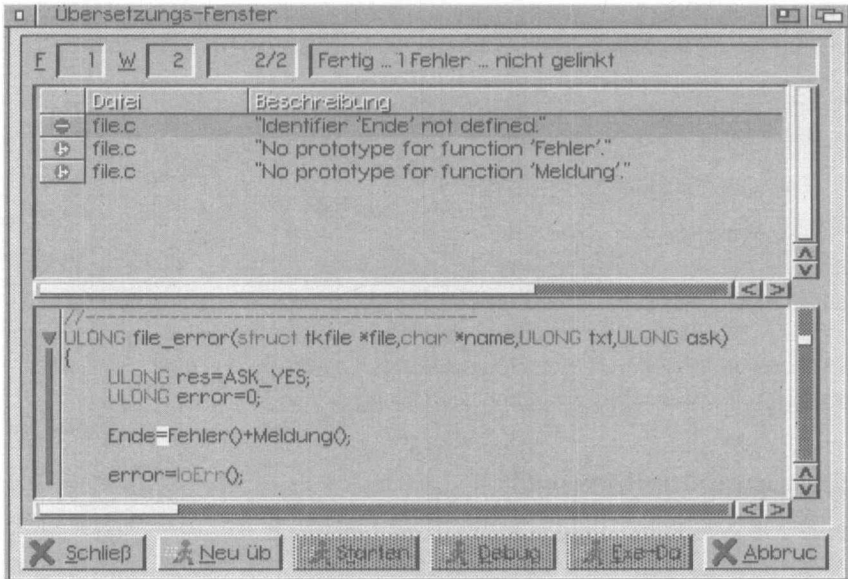 Übersetzungs-Fenster
F 1 W 2 2/2 Fertig ... 1 Fehler ... nicht gelinkt
Datei Beschreibung
file.c "Identifier 'Ende' not defined."
file.c "No prototype for function 'Fehler'."
file.c "No prototype for function 'Meldung'."
//----------------------------------------
ULONG file_error(struct tkfile *file,char *name,ULONG txt,ULONG ask)
{
ULONG res=ASK_YES;
ULONG error=0;
Ende=Fehler()+Meldung();
error=IoErr();
Schließ Neu üb Starten Debug Exe-Da Abbruc